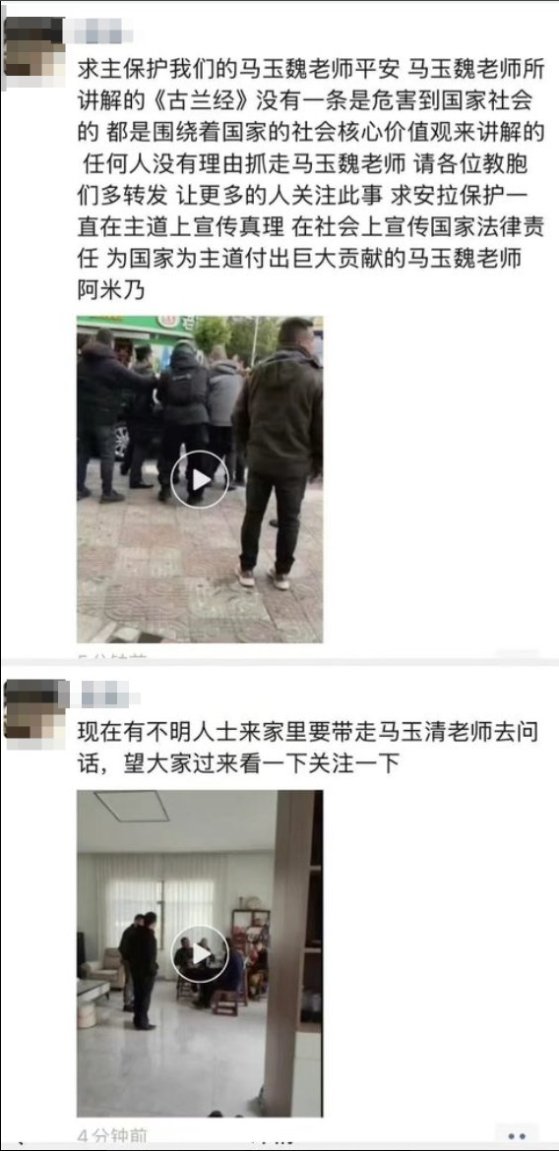 求主保护我们的马玉魏老师平安 马玉魏老师所
讲解的《古兰经》没有一条是危害到国家社会
的 都是围绕着国家的社会核心价值观来讲解的
任何人没有理由抓走马玉魏老师 请各位教胞
们多转发 让更多的人关注此事 求安拉保护一
直在主道上宣传真理 在社会上宣传国家法律责
任 为国家为主道付出巨大贡献的马玉魏老师
阿米乃
现在有不明人士来家里要带走马玉清老师去问
话，望大家过来看一下关注一下
4分钟前